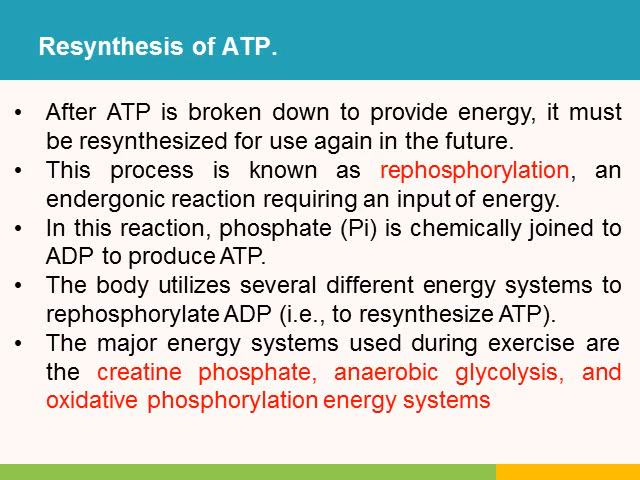 Resynthesis of ATP.
• After ATP is broken down to provide energy, it must
be resynthesized for use again in the future.
• This process is known as rephosphorylation, an
endergonic reaction requiring an input of energy.
• In this reaction, phosphate (Pi) is chemically joined to
ADP to produce ATP.
• The body utilizes several different energy systems to
rephosphorylate ADP (i.e., to resynthesize ATP).
• The major energy systems used during exercise are
the creatine phosphate, anaerobic glycolysis, and
oxidative phosphorylation energy systems